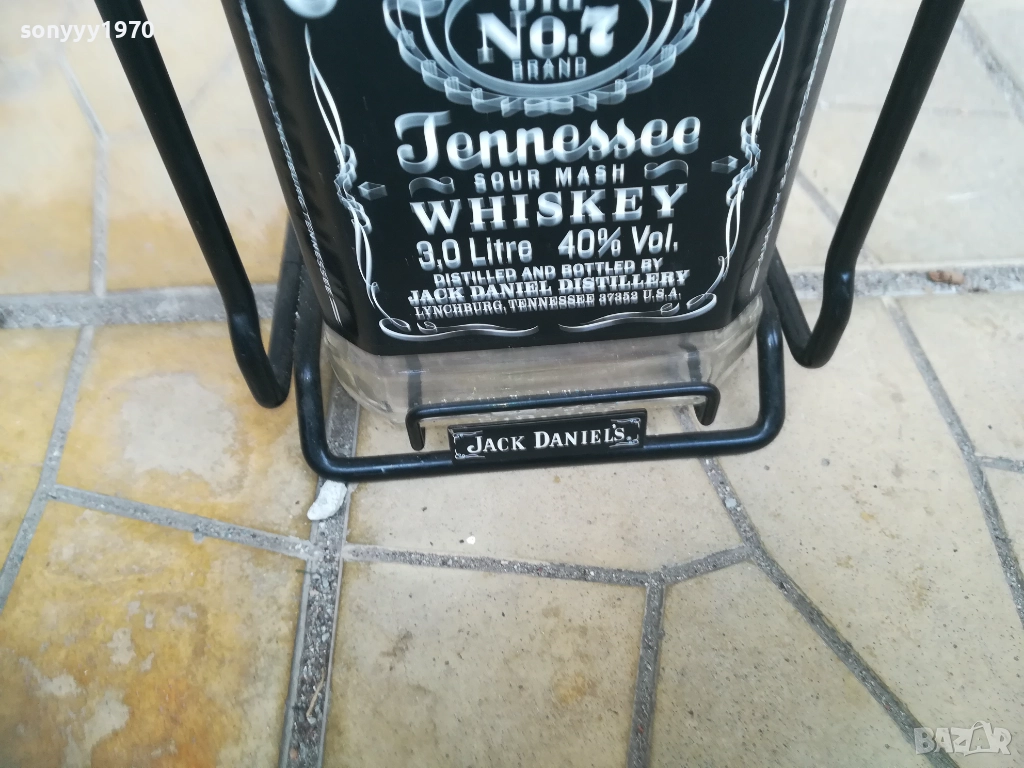 sonyyy1970
OLD
No.7
BRAND
Tennessee
SOUR MASH
WHISKEY
3,0 Litre 40% Vol.
DISTILLED AND BOTTLED BY
JACK DANIEL DISTILLERY
LYNCHBURG, TENNESSEE 37352 U.S.A.
JACK DANIEL'S.
BAZAR